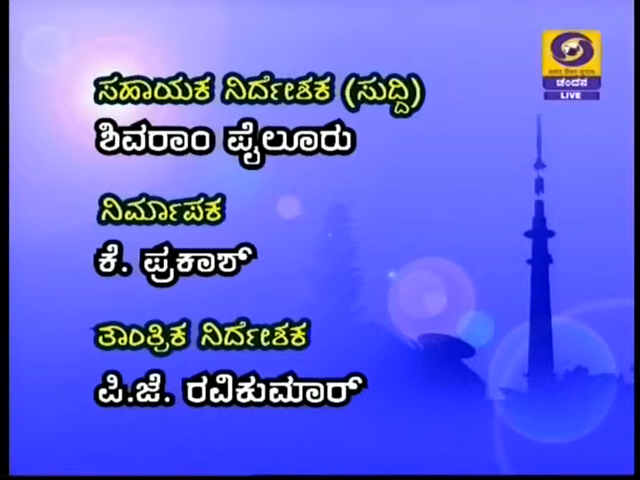 ಸಹಾಯಕ ನಿರ್ದೇಶಕ (ಸುದ್ದಿ)
ಶಿವರಾಂ ಪೈಲೂರು
ನಿರ್ಮಾಪಕ
ಕೆ. ಪ್ರಕಾಶ್
ತಾಂತ್ರಿಕ ನಿರ್ದೇಶಕ
ಪಿ.ಜೆ. ರವಿಕುಮಾರ್
ಚಂದನ
LIVE